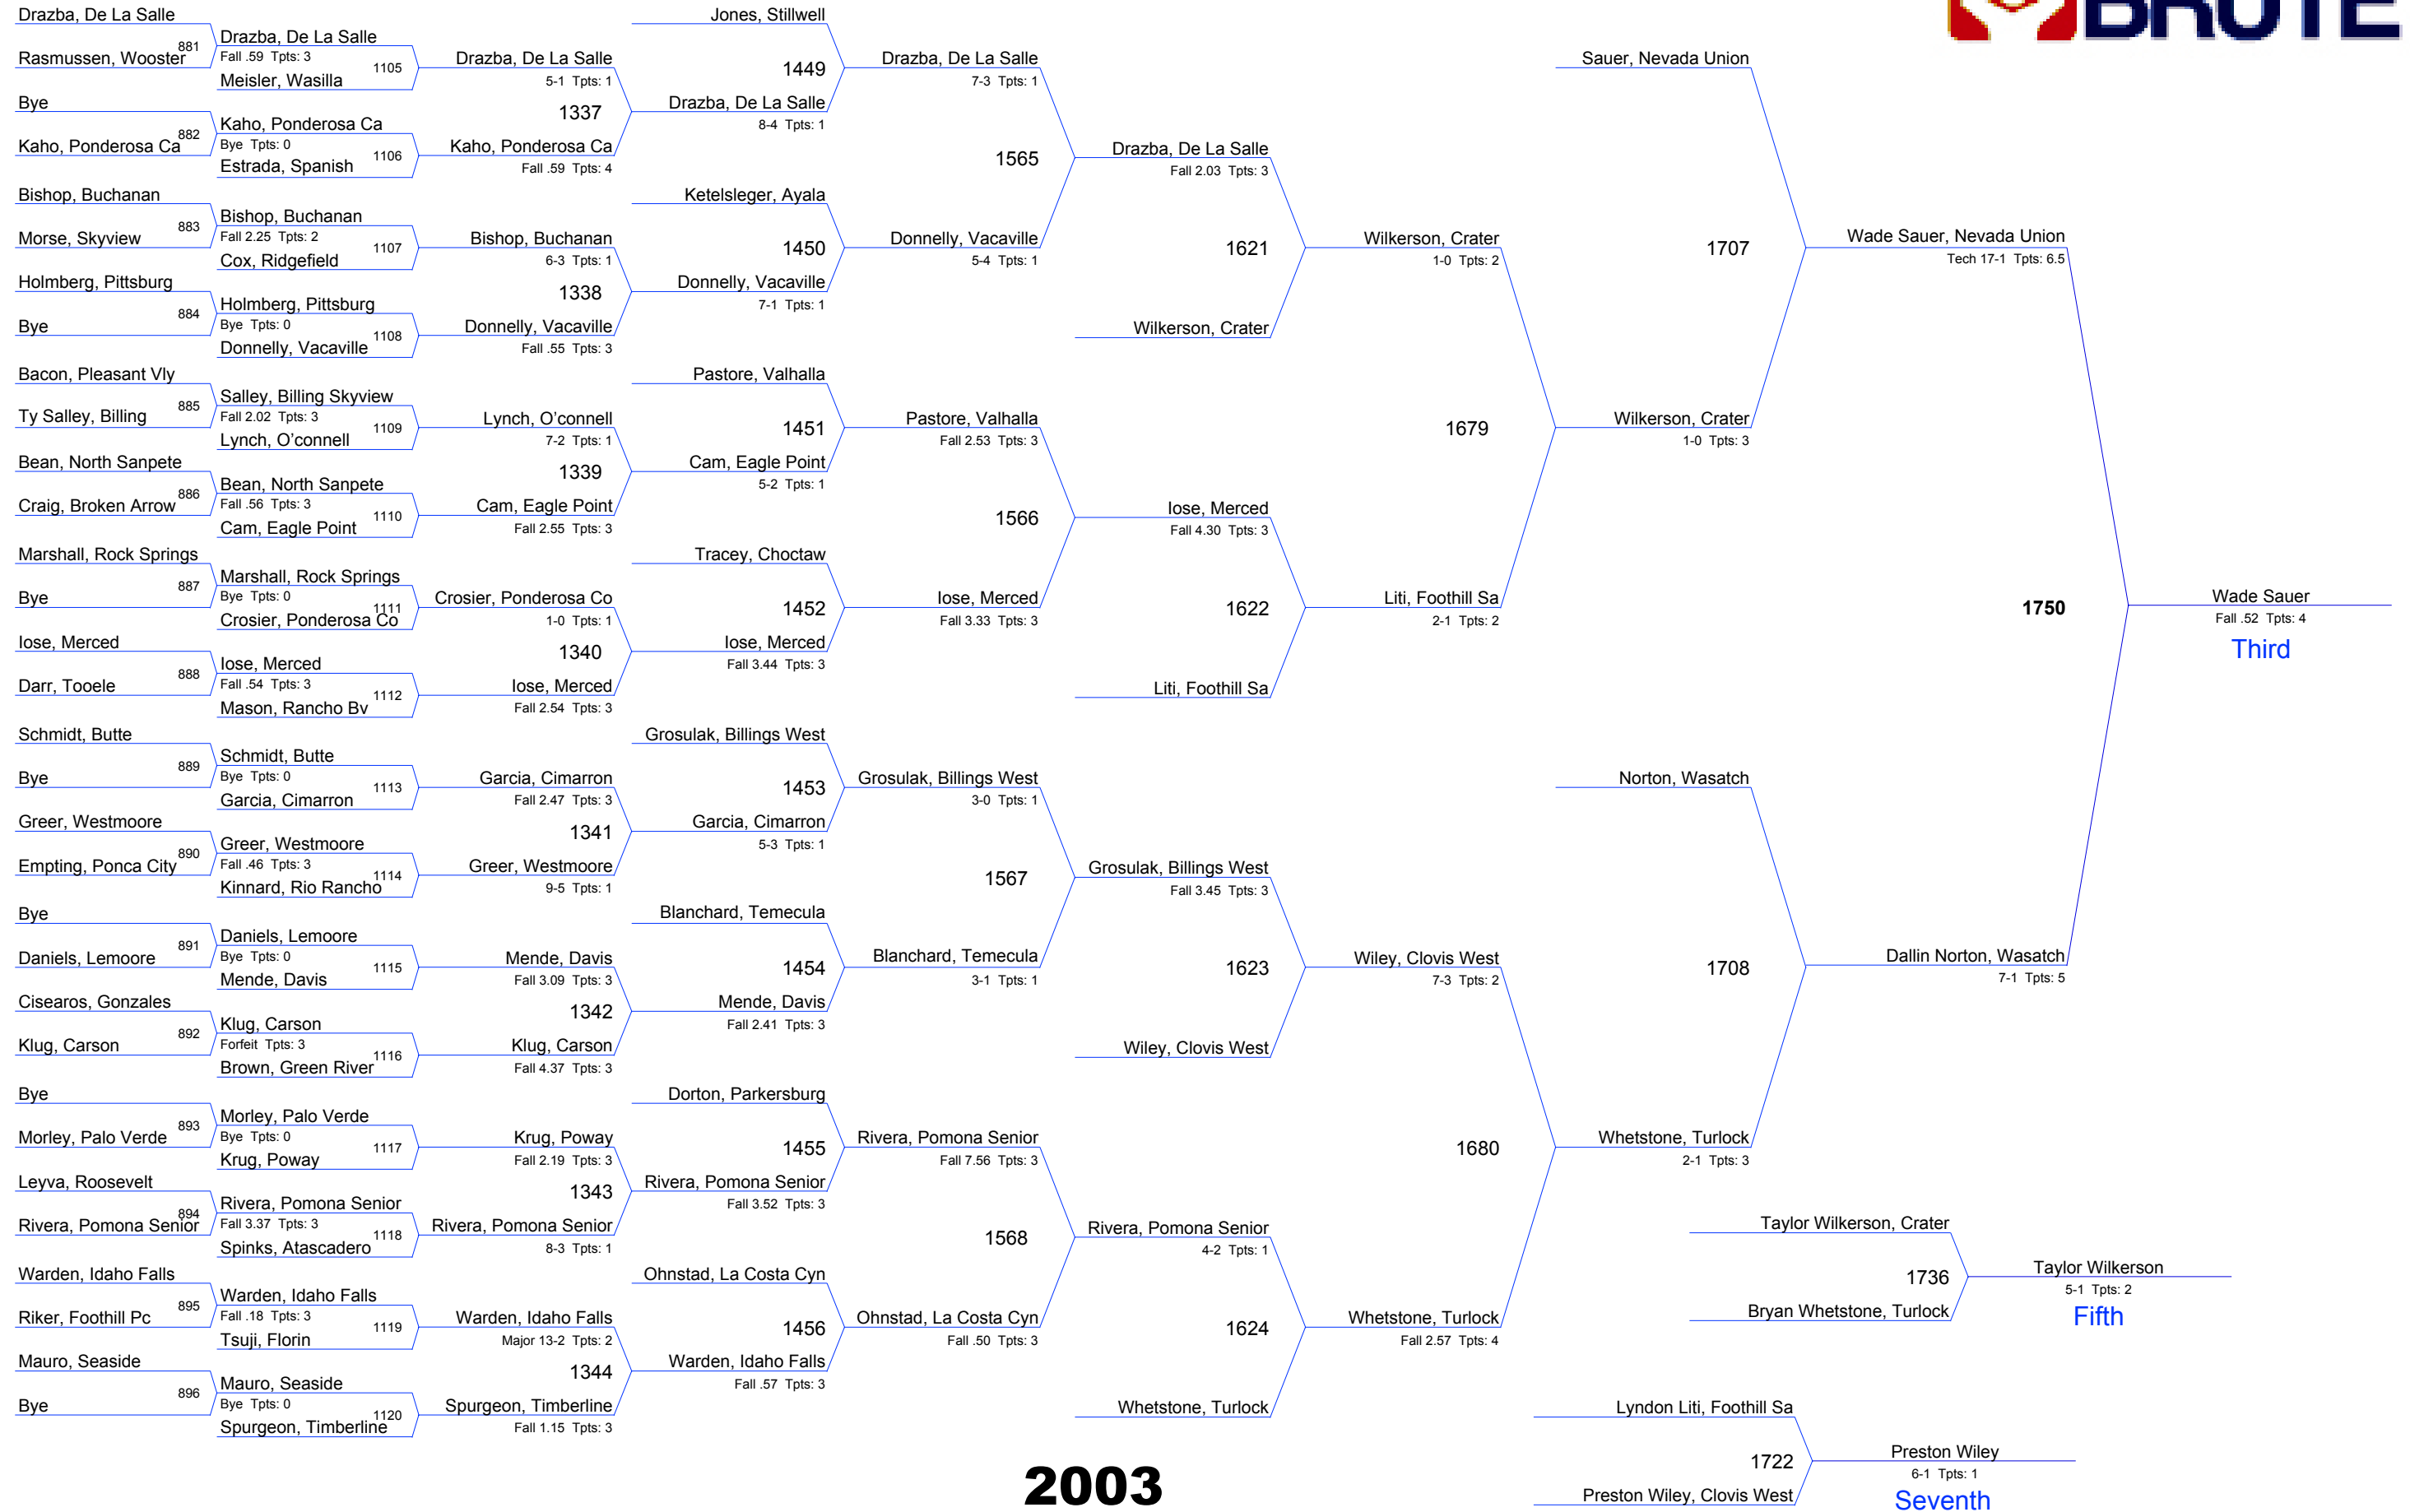 BRUTE
Drazba, De La Salle
881
Rasmussen, Wooster
Bye
882
Kaho, Ponderosa Ca
Bishop, Buchanan
883
Morse, Skyview
Holmberg, Pittsburg
884
Bye
Bacon, Pleasant Vly
885
Ty Salley, Billing
Bean, North Sanpete
886
Craig, Broken Arrow
Marshall, Rock Springs
887
Bye
Iose, Merced
888
Darr, Tooele
Schmidt, Butte
889
Bye
Greer, Westmoore
890
Empting, Ponca City
Bye
891
Daniels, Lemoore
Cisearos, Gonzales
892
Klug, Carson
Bye
893
Morley, Palo Verde
Leyva, Roosevelt
894
Rivera, Pomona Senior
Warden, Idaho Falls
895
Riker, Foothill Pc
Mauro, Seaside
896
Bye
Drazba, De La Salle
Fall .59 Tpts: 3
1105
Meisler, Wasilla
Kaho, Ponderosa Ca
Bye Tpts: 0
1106
Estrada, Spanish
Bishop, Buchanan
Fall 2.25 Tpts: 2
1107
Cox, Ridgefield
Holmberg, Pittsburg
Bye Tpts: 0
1108
Donnelly, Vacaville
Salley, Billing Skyview
Fall 2.02 Tpts: 3
1109
Lynch, O'connell
Bean, North Sanpete
Fall .56 Tpts: 3
1110
Cam, Eagle Point
Marshall, Rock Springs
Bye Tpts: 0
1111
Crosier, Ponderosa Co
Iose, Merced
Fall .54 Tpts: 3
1112
Mason, Rancho Bv
Schmidt, Butte
Bye Tpts: 0
1113
Garcia, Cimarron
Greer, Westmoore
Fall .46 Tpts: 3
1114
Kinnard, Rio Rancho
Daniels, Lemoore
Bye Tpts: 0
1115
Mende, Davis
Klug, Carson
Forfeit Tpts: 3
1116
Brown, Green River
Morley, Palo Verde
Bye Tpts: 0
1117
Krug, Poway
Rivera, Pomona Senior
Fall 3.37 Tpts: 3
1118
Spinks, Atascadero
Warden, Idaho Falls
Fall .18 Tpts: 3
1119
Tsuji, Florin
Mauro, Seaside
Bye Tpts: 0
1120
Spurgeon, Timberline
Drazba, De La Salle
5-1 Tpts: 1
1337
Kaho, Ponderosa Ca
Fall .59 Tpts: 4
Bishop, Buchanan
6-3 Tpts: 1
1338
Donnelly, Vacaville
Fall .55 Tpts: 3
Lynch, O'connell
7-2 Tpts: 1
1339
Cam, Eagle Point
Fall 2.55 Tpts: 3
Crosier, Ponderosa Co
1-0 Tpts: 1
1340
Iose, Merced
Fall 2.54 Tpts: 3
Garcia, Cimarron
Fall 2.47 Tpts: 3
1341
Greer, Westmoore
9-5 Tpts: 1
Mende, Davis
Fall 3.09 Tpts: 3
1342
Klug, Carson
Fall 4.37 Tpts: 3
Krug, Poway
Fall 2.19 Tpts: 3
1343
Rivera, Pomona Senior
8-3 Tpts: 1
Warden, Idaho Falls
Major 13-2 Tpts: 2
1344
Spurgeon, Timberline
Fall 1.15 Tpts: 3
Jones, Stillwell
1449
Drazba, De La Salle
8-4 Tpts: 1
Ketelsleger, Ayala
1450
Donnelly, Vacaville
7-1 Tpts: 1
Pastore, Valhalla
1451
Cam, Eagle Point
5-2 Tpts: 1
Tracey, Choctaw
1452
Iose, Merced
Fall 3.44 Tpts: 3
Grosulak, Billings West
1453
Garcia, Cimarron
5-3 Tpts: 1
Blanchard, Temecula
1454
Mende, Davis
Fall 2.41 Tpts: 3
Dorton, Parkersburg
1455
Rivera, Pomona Senior
Fall 3.52 Tpts: 3
Ohnstad, La Costa Cyn
1456
Warden, Idaho Falls
Fall .57 Tpts: 3
Drazba, De La Salle
7-3 Tpts: 1
1565
Donnelly, Vacaville
5-4 Tpts: 1
Pastore, Valhalla
Fall 2.53 Tpts: 3
1566
Iose, Merced
Fall 3.33 Tpts: 3
Grosulak, Billings West
3-0 Tpts: 1
1567
Blanchard, Temecula
3-1 Tpts: 1
Rivera, Pomona Senior
Fall 7.56 Tpts: 3
1568
Ohnstad, La Costa Cyn
Fall .50 Tpts: 3
Drazba, De La Salle
Fall 2.03 Tpts: 3
1621
Wilkerson, Crater
Iose, Merced
Fall 4.30 Tpts: 3
1622
Liti, Foothill Sa
Grosulak, Billings West
Fall 3.45 Tpts: 3
1623
Wiley, Clovis West
Rivera, Pomona Senior
4-2 Tpts: 1
1624
Whetstone, Turlock
Wilkerson, Crater
1-0 Tpts: 2
1679
Liti, Foothill Sa
2-1 Tpts: 2
Wiley, Clovis West
7-3 Tpts: 2
1680
Whetstone, Turlock
Fall 2.57 Tpts: 4
Sauer, Nevada Union
1707
Wilkerson, Crater
1-0 Tpts: 3
Norton, Wasatch
1708
Whetstone, Turlock
2-1 Tpts: 3
Wade Sauer, Nevada Union
Tech 17-1 Tpts: 6.5
1750
Dallin Norton, Wasatch
7-1 Tpts: 5
Wade Sauer
Fall .52 Tpts: 4
Third
Taylor Wilkerson, Crater
1736
Bryan Whetstone, Turlock
Taylor Wilkerson
5-1 Tpts: 2
Fifth
Lyndon Liti, Foothill Sa
1722
Preston Wiley, Clovis West
Preston Wiley
6-1 Tpts: 1
Seventh
2003